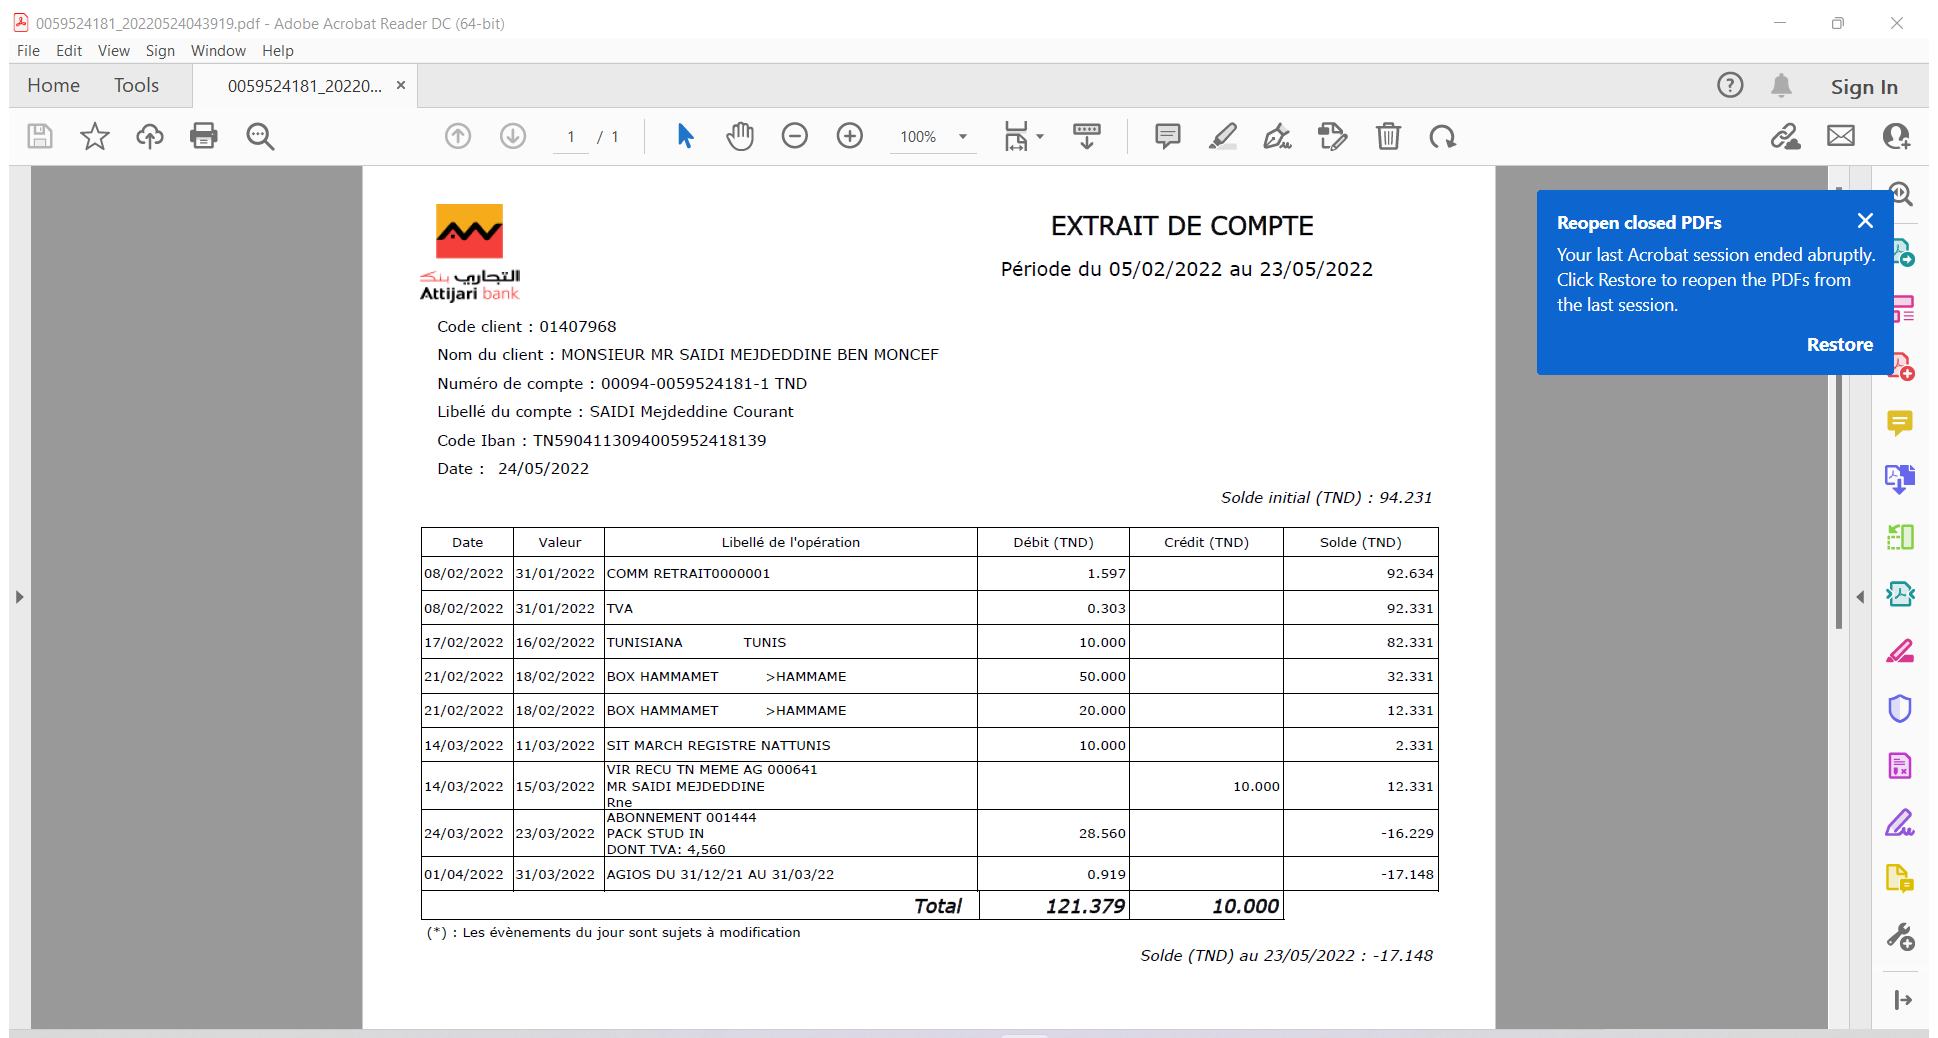 0059524181_20220524043919.pdf - Adobe Acrobat Reader DC (64-bit)
File Edit View Sign Window Help
Home Tools 0059524181_20220... × Sign In
1 / 1 100%
Reopen closed PDFs
Your last Acrobat session ended abruptly.
Click Restore to reopen the PDFs from
the last session.
Restore
التجاري بنك
Attijari bank
EXTRAIT DE COMPTE
Période du 05/02/2022 au 23/05/2022
Code client : 01407968
Nom du client : MONSIEUR MR SAIDI MEJDEDDINE BEN MONCEF
Numéro de compte : 00094-0059524181-1 TND
Libellé du compte : SAIDI Mejdeddine Courant
Code Iban : TN5904113094005952418139
Date : 24/05/2022
Solde initial (TND) : 94.231
Date Valeur Libellé de l'opération Débit (TND) Crédit (TND) Solde (TND)
08/02/2022 31/01/2022 COMM RETRAIT0000001 1.597 92.634
08/02/2022 31/01/2022 TVA 0.303 92.331
17/02/2022 16/02/2022 TUNISIANA TUNIS 10.000 82.331
21/02/2022 18/02/2022 BOX HAMMAMET >HAMMAME 50.000 32.331
21/02/2022 18/02/2022 BOX HAMMAMET >HAMMAME 20.000 12.331
14/03/2022 11/03/2022 SIT MARCH REGISTRE NATTUNIS 10.000 2.331
VIR RECU TN MEME AG 000641
14/03/2022 15/03/2022 MR SAIDI MEJDEDDINE 10.000 12.331
Rne
ABONNEMENT 001444
24/03/2022 23/03/2022 PACK STUD IN 28.560 -16.229
DONT TVA: 4,560
01/04/2022 31/03/2022 AGIOS DU 31/12/21 AU 31/03/22 0.919 -17.148
Total 121.379 10.000
(*) : Les évènements du jour sont sujets à modification
Solde (TND) au 23/05/2022 : -17.148